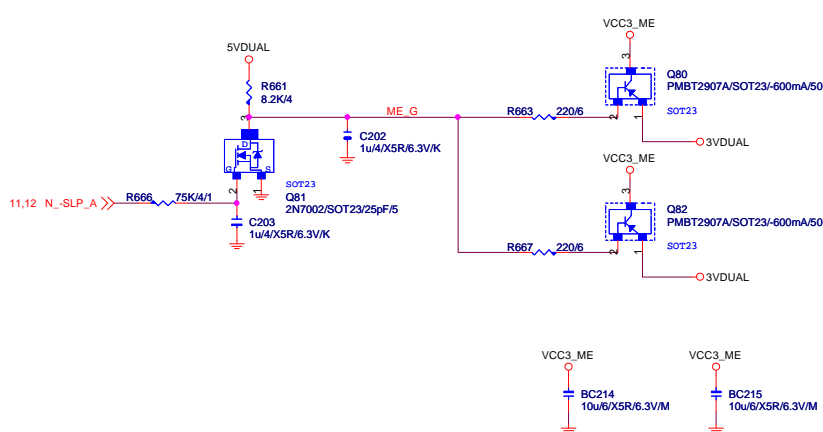 VCC3_ME
5VDUAL
R661
8.2K/4
3
Q80
PMBT2907A/SOT23/-600mA/50
SOT23
ME_G
R663
220/6
2
1
3
C202
1u/4/X5R/6.3V/K
3VDUAL
D
G
S
VCC3_ME
SOT23
Q81
2N7002/SOT23/25pF/5
2
1
11,12 N_-SLP_A
R666
75K/4/1
3
Q82
PMBT2907A/SOT23/-600mA/50
SOT23
C203
1u/4/X5R/6.3V/K
R667
220/6
2
1
3VDUAL
VCC3_ME
VCC3_ME
BC214
10u/6/X5R/6.3V/M
BC215
10u/6/X5R/6.3V/M